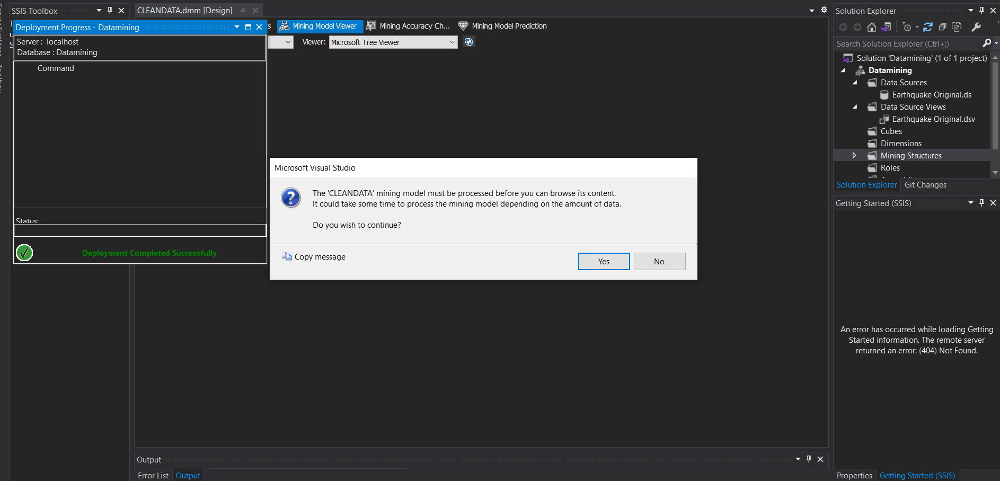 SSIS Toolbox
CLEANDATA.dmm [Design]
Solution Explorer
Deployment Progress - Datamining
Mining Model Viewer
Mining Accuracy Ch...
Mining Model Prediction
Server : localhost
Database : Datamining
Viewer:
Microsoft Tree Viewer
Command
Status:
Deployment Completed Successfully
Search Solution Explorer (Ctrl+;)
Solution 'Datamining' (1 of 1 project)
Datamining
Data Sources
Earthquake Original.ds
Data Source Views
Earthquake Original.dsv
Cubes
Dimensions
Mining Structures
Roles
Solution Explorer
Git Changes
Microsoft Visual Studio
The 'CLEANDATA' mining model must be processed before you can browse its content.
It could take some time to process the mining model depending on the amount of data.
Do you wish to continue?
Copy message
Yes
No
Getting Started (SSIS)
An error has occurred while loading Getting
Started information. The remote server
returned an error: (404) Not Found.
Output
Error List
Output
Properties
Getting Started (SSIS)